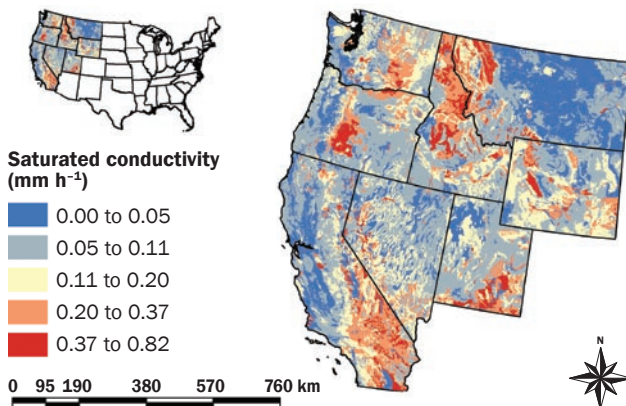 Saturated conductivity
(mm h⁻¹)
0.00 to 0.05
0.05 to 0.11
0.11 to 0.20
0.20 to 0.37
0.37 to 0.82
0 95 190 380 570 760 km
N